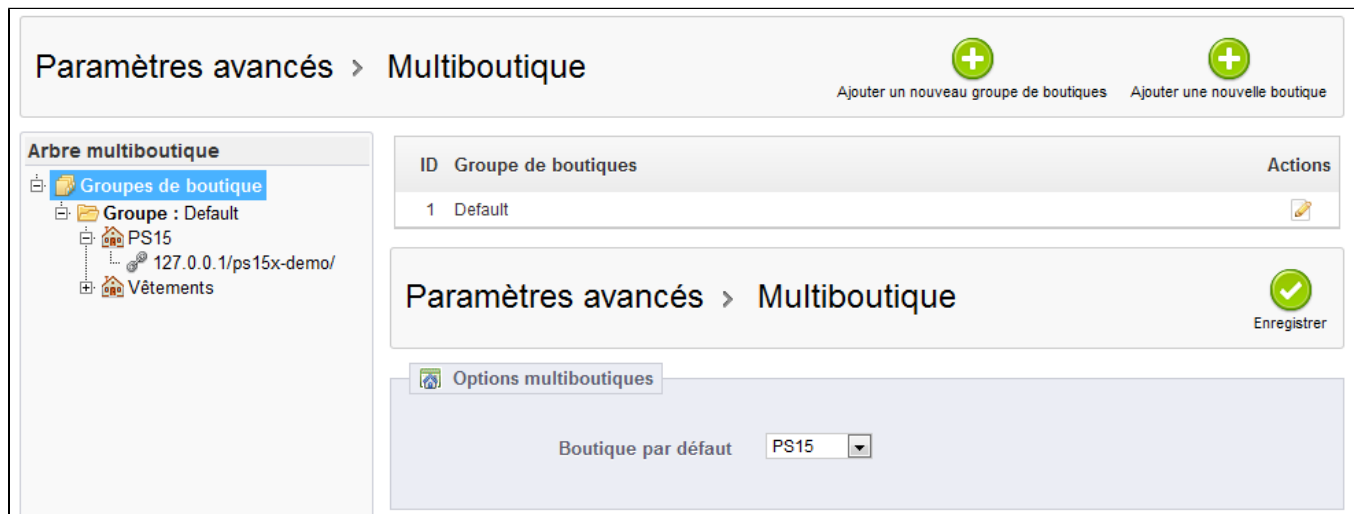 Paramètres avancés > Multiboutique
Ajouter un nouveau groupe de boutiques
Ajouter une nouvelle boutique
Arbre multiboutique
Groupes de boutique
Groupe : Default
PS15
127.0.0.1/ps15x-demo/
Vêtements
ID Groupe de boutiques Actions
1 Default
Paramètres avancés > Multiboutique
Enregistrer
Options multiboutiques
Boutique par défaut PS15